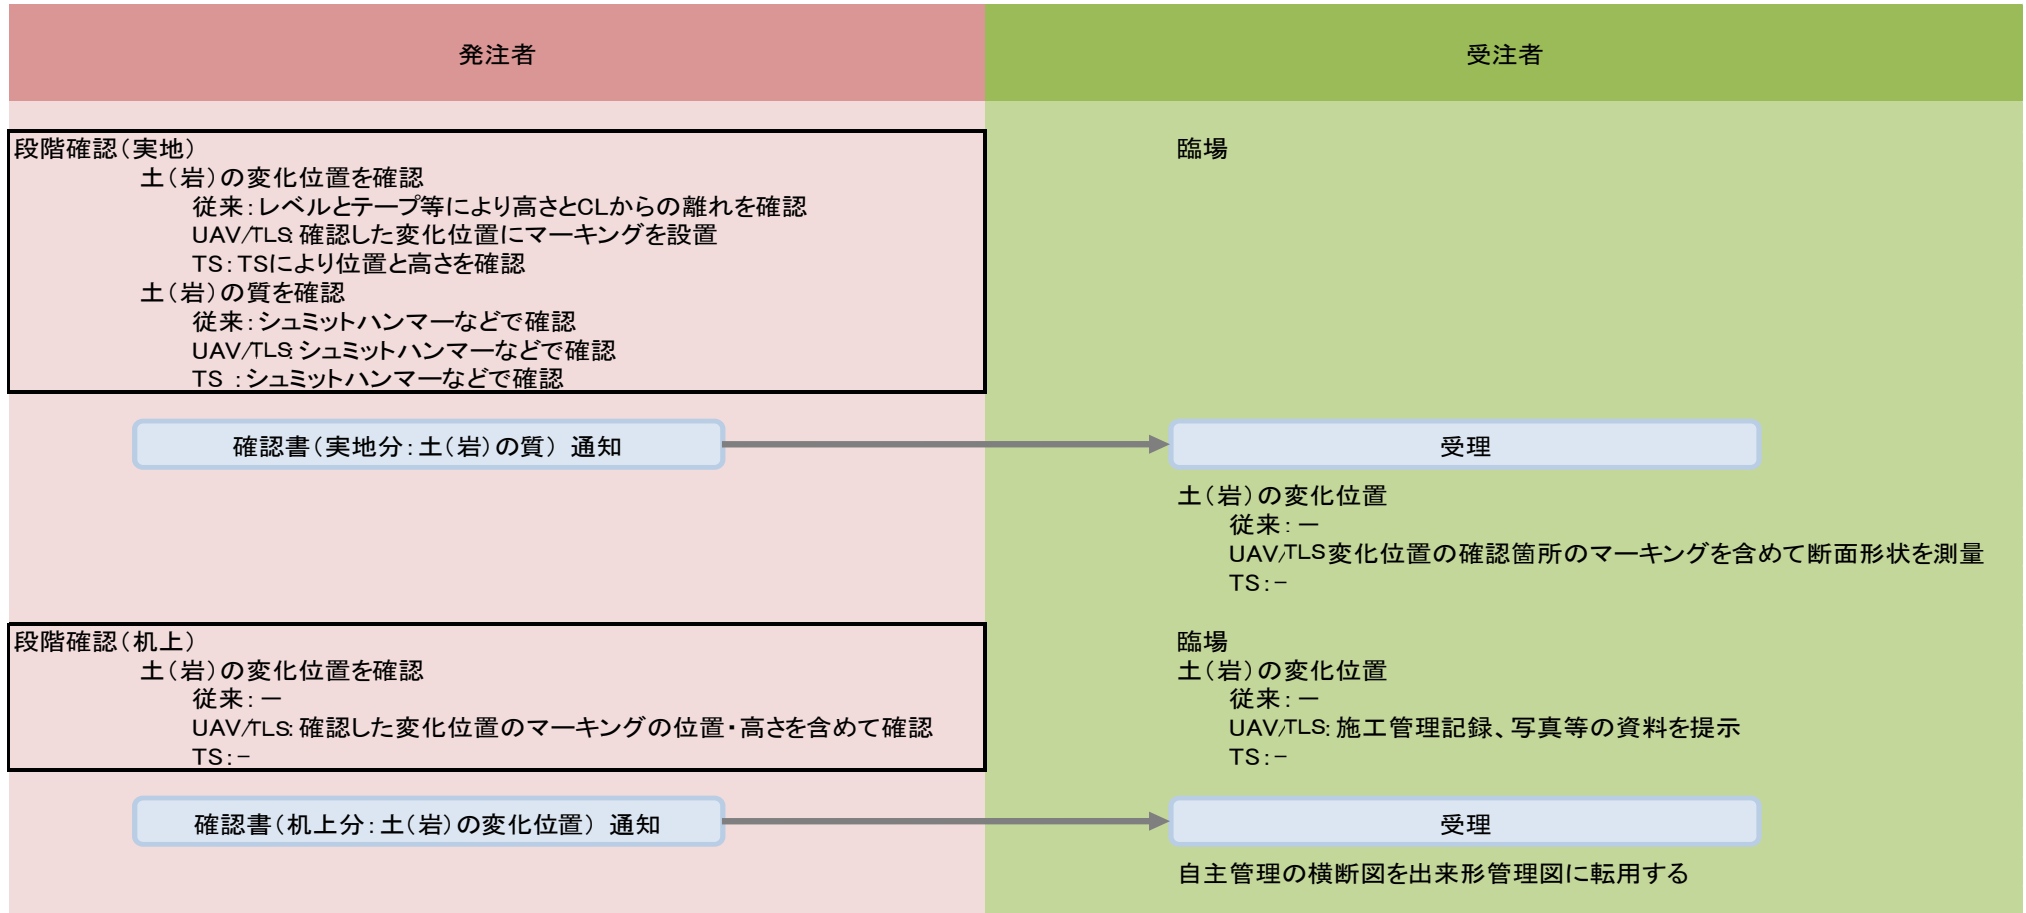 発注者
受注者
段階確認（実地）
土（岩）の変化位置を確認
従来：レベルとテープ等により高さとCLからの離れを確認
UAV/TLS：確認した変化位置にマーキングを設置
TS：TSにより位置と高さを確認
土（岩）の質を確認
従来：シュミットハンマーなどで確認
UAV/TLS：シュミットハンマーなどで確認
TS ：シュミットハンマーなどで確認
臨場
確認書（実地分：土（岩）の質） 通知
受理
土（岩）の変化位置
従来：－
UAV/TLS変化位置の確認箇所のマーキングを含めて断面形状を測量
TS：－
段階確認（机上）
土（岩）の変化位置を確認
従来：－
UAV/TLS：確認した変化位置のマーキングの位置・高さを含めて確認
TS：－
臨場
土（岩）の変化位置
従来：－
UAV/TLS：施工管理記録、写真等の資料を提示
TS：－
確認書（机上分：土（岩）の変化位置） 通知
受理
自主管理の横断図を出来形管理図に転用する